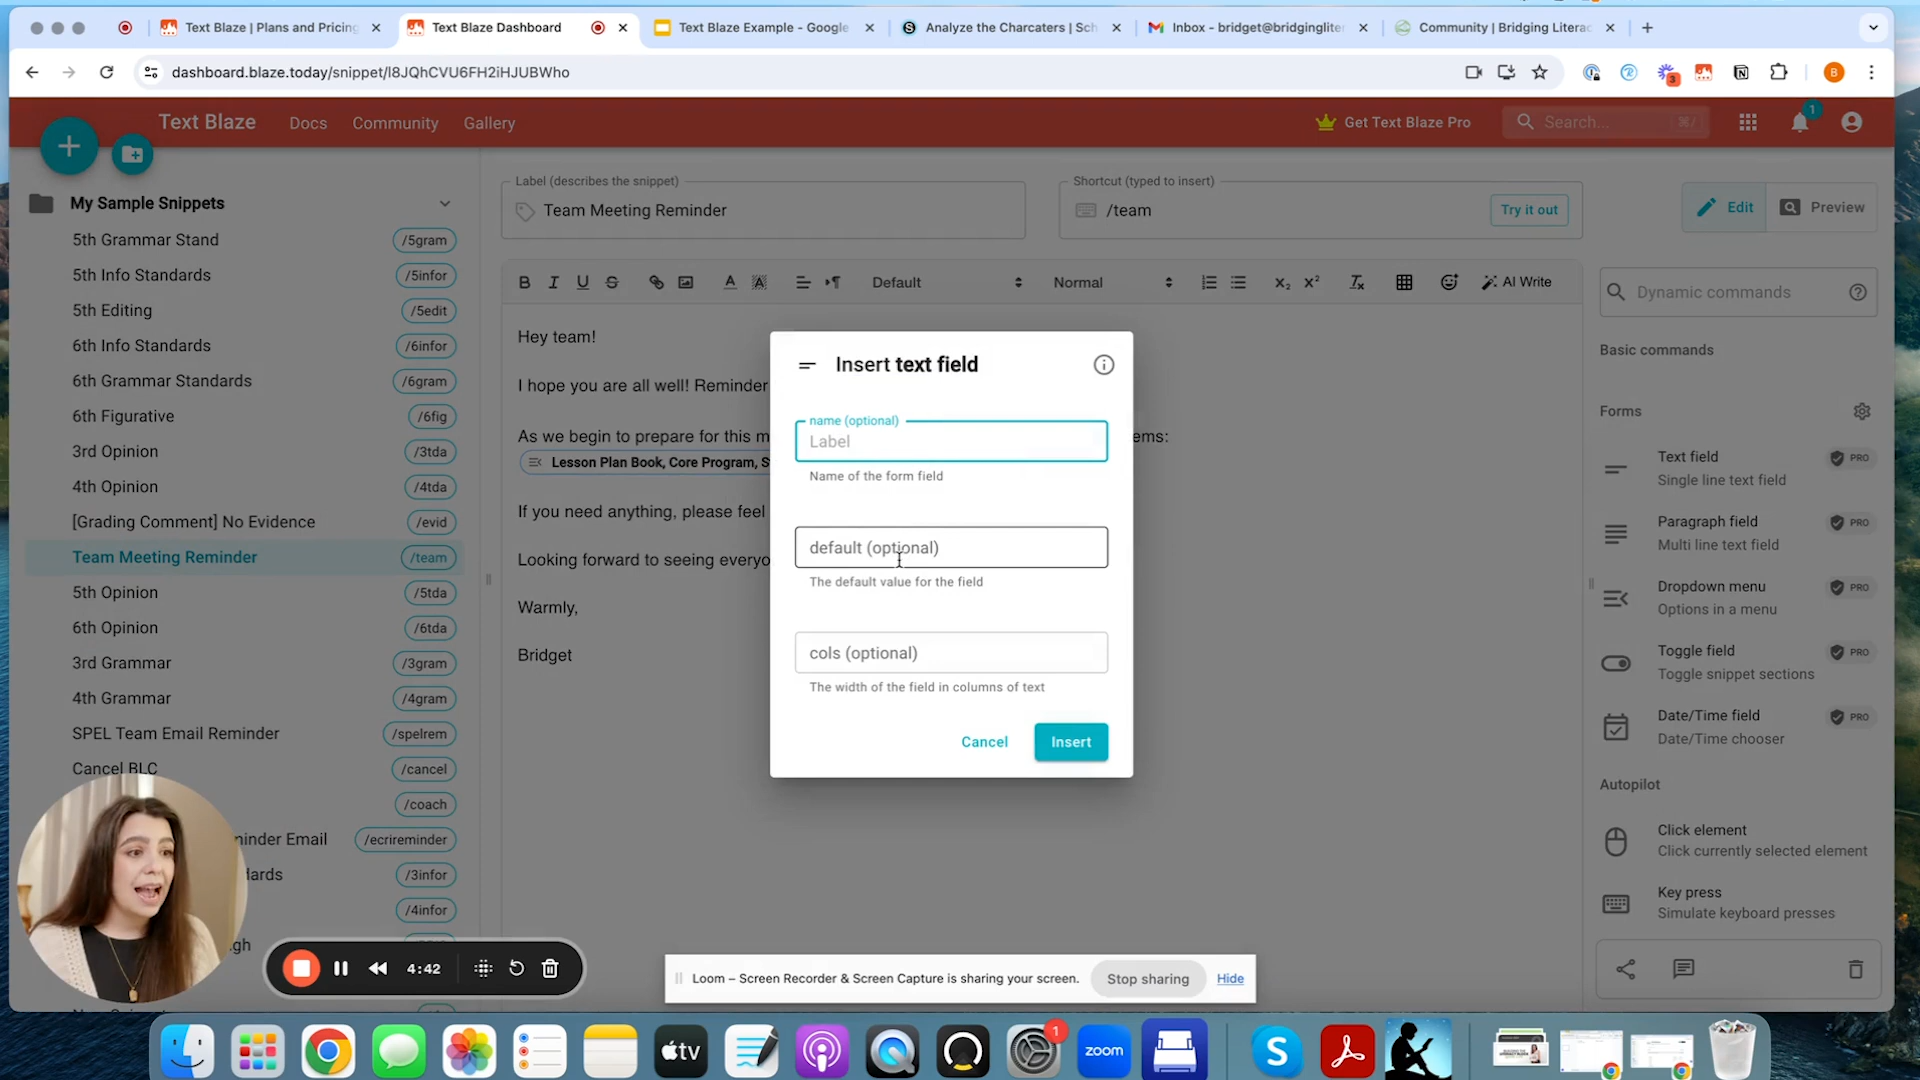 Text Blaze | Plans and Pricing
Text Blaze Dashboard
Text Blaze Example - Google
Analyze the Charcaters | Sch
Inbox - bridget@bridginglite
Community | Bridging Literac
dashboard.blaze.today/snippet/l8JQhCVU6FH2iHJUBWho
3
B
Text Blaze
Docs
Community
Gallery
Get Text Blaze Pro
Search...
⌘/
1
My Sample Snippets
5th Grammar Stand
/5gram
5th Info Standards
/5infor
5th Editing
/5edit
6th Info Standards
/6infor
6th Grammar Standards
/6gram
6th Figurative
/6fig
3rd Opinion
/3tda
4th Opinion
/4tda
[Grading Comment] No Evidence
/evid
Team Meeting Reminder
/team
5th Opinion
/5tda
6th Opinion
/6tda
3rd Grammar
/3gram
4th Grammar
/4gram
SPEL Team Email Reminder
/spelrem
Cancel BLC
/cancel
/coach
inder Email
/ecrireminder
ards
/3infor
/4infor
gh
Label (describes the snippet)
Team Meeting Reminder
Shortcut (typed to insert)
/team
Try it out
Edit
Preview
B I U S
Default
Normal
AI Write
Hey team!
I hope you are all well! Reminder
As we begin to prepare for this m
ems:
Lesson Plan Book, Core Program, S
If you need anything, please feel
Looking forward to seeing everyo
Warmly,
Bridget
Insert text field
name (optional)
Label
Name of the form field
default (optional)
The default value for the field
cols (optional)
The width of the field in columns of text
Cancel
Insert
Dynamic commands
Basic commands
Forms
Text field
PRO
Single line text field
Paragraph field
PRO
Multi line text field
Dropdown menu
PRO
Options in a menu
Toggle field
PRO
Toggle snippet sections
Date/Time field
PRO
Date/Time chooser
Autopilot
Click element
Click currently selected element
Key press
Simulate keyboard presses
4:42
Loom – Screen Recorder & Screen Capture is sharing your screen.
Stop sharing
Hide
tv
1
zoom
S